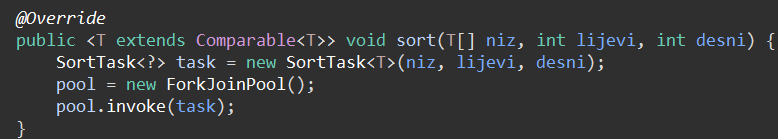 @Override
public <T extends Comparable<T>> void sort(T[] niz, int lijevi, int desni) {
    SortTask<?> task = new SortTask<T>(niz, lijevi, desni);
    pool = new ForkJoinPool();
    pool.invoke(task);
}